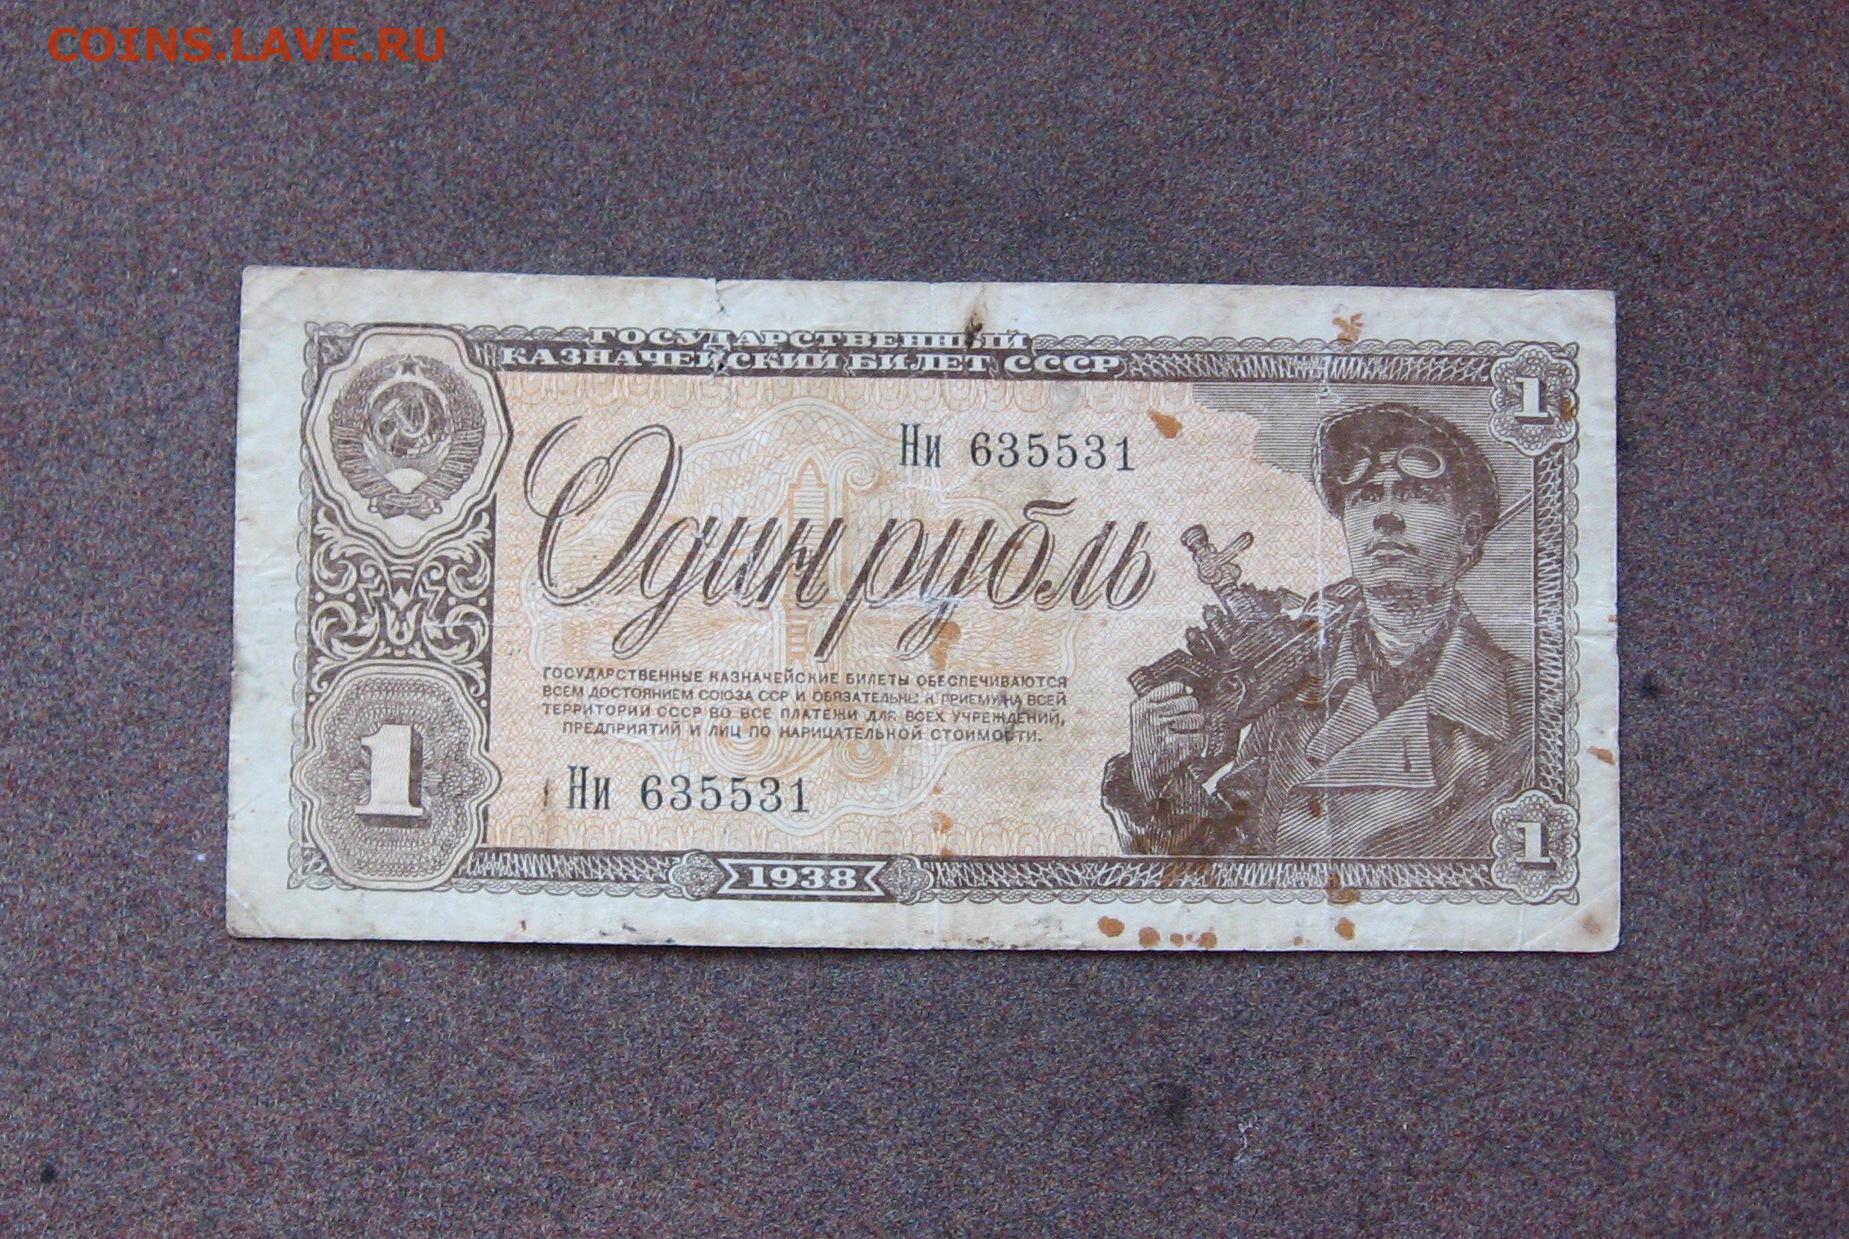 COINS.LAVE.RU
ГОСУДАРСТВЕННЫЙ
КАЗНАЧЕЙСКИЙ БИЛЕТ СССР
1
Ни 635531
Один рубль
ГОСУДАРСТВЕННЫЕ КАЗНАЧЕЙСКИЕ БИЛЕТЫ ОБЕСПЕЧИВАЮТСЯ
ВСЕМ ДОСТОЯНИЕМ СОЮЗА ССР И ОБЯЗАТЕЛЬНЫ К ПРИЕМУ НА ВСЕЙ
ТЕРРИТОРИИ СССР ВО ВСЕ ПЛАТЕЖИ ДЛЯ ВСЕХ УЧРЕЖДЕНИЙ,
ПРЕДПРИЯТИЙ И ЛИЦ ПО НАРИЦАТЕЛЬНОЙ СТОИМОСТИ.
1
Ни 635531
1
1938